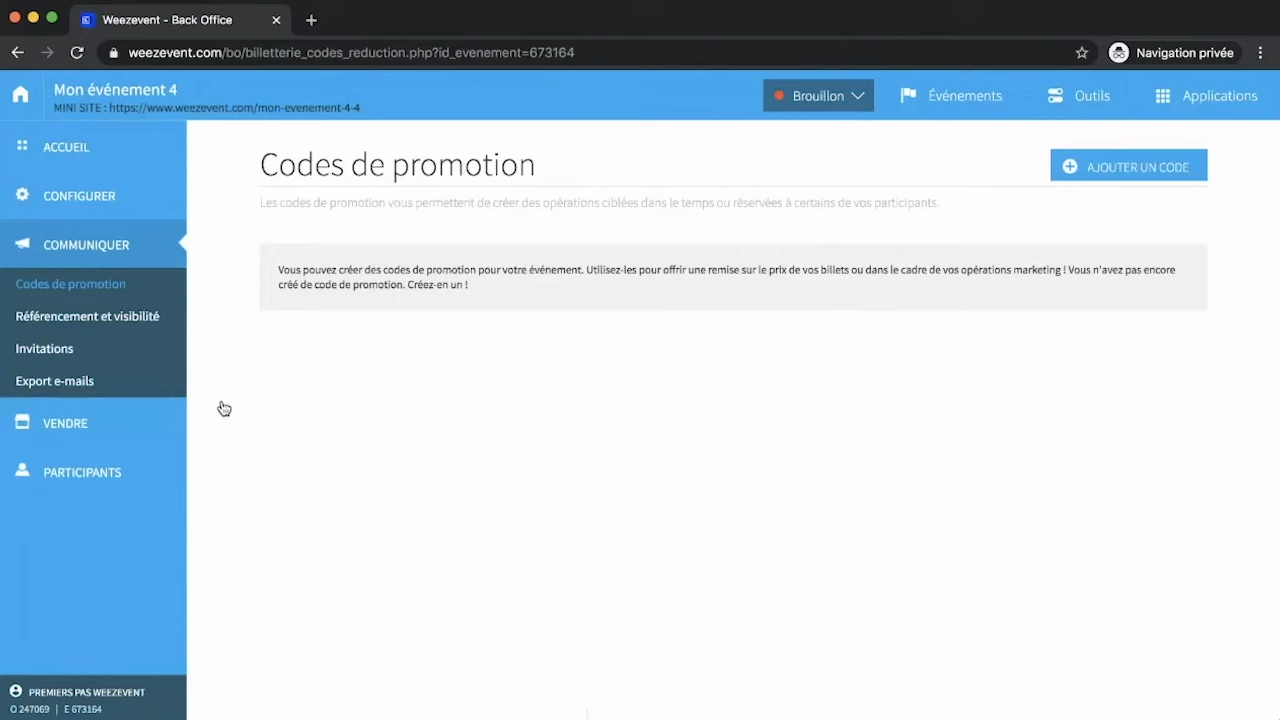 Weezevent - Back Office
weezevent.com/bo/billetterie_codes_reduction.php?id_evenement=673164
Navigation privée
Mon événement 4
MINI SITE : https://www.weezevent.com/mon-evenement-4-4
Brouillon
Événements
Outils
Applications
ACCUEIL
CONFIGURER
COMMUNIQUER
Codes de promotion
Référencement et visibilité
Invitations
Export e-mails
VENDRE
PARTICIPANTS
PREMIERS PAS WEEZEVENT
O 247069 | E 673164
Codes de promotion
AJOUTER UN CODE
Les codes de promotion vous permettent de créer des opérations ciblées dans le temps ou réservées à certains de vos participants.
Vous pouvez créer des codes de promotion pour votre événement. Utilisez-les pour offrir une remise sur le prix de vos billets ou dans le cadre de vos opérations marketing ! Vous n'avez pas encore
créé de code de promotion. Créez-en un !